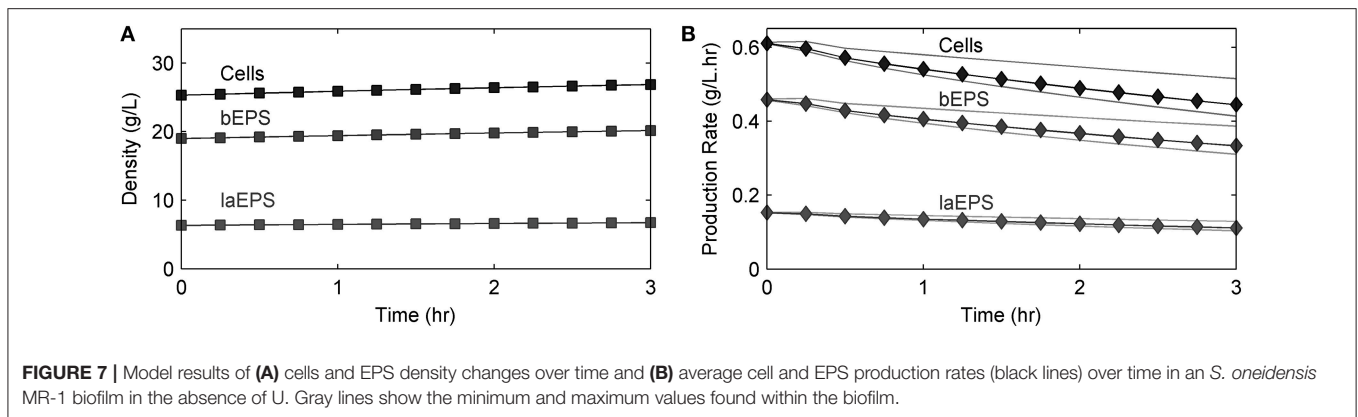 A
Density (g/L)
30
20
10
0
Cells
bEPS
laEPS
0 1 2 3
Time (hr)
B
Production Rate (g/L.hr)
0.6
0.4
0.2
0
Cells
bEPS
laEPS
0 1 2 3
Time (hr)
FIGURE 7 | Model results of (A) cells and EPS density changes over time and (B) average cell and EPS production rates (black lines) over time in an S. oneidensis
MR-1 biofilm in the absence of U. Gray lines show the minimum and maximum values found within the biofilm.